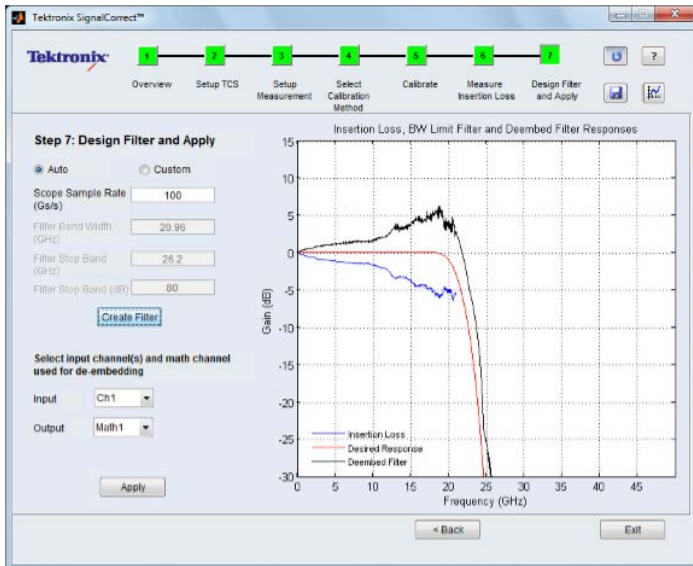 Tektronix SignalCorrect™
Tektronix
1 2 3 4 5 6 7 ?
Overview
Setup TCS
Setup Measurement
Select Calibration Method
Calibrate
Measure Insertion Loss
Design Filter and Apply
Step 7: Design Filter and Apply
Auto Custom
Scope Sample Rate (Gs/s) 100
Filter Band Width (GHz) 20.96
Filter Stop Band (GHz) 26.2
Filter Stop Band (dB) 80
Create Filter
Select input channel(s) and math channel
used for de-embedding
Input Ch1
Output Math1
Apply
Insertion Loss, BW Limit Filter and Deembed Filter Responses
Gain (dB)
15
10
5
0
-5
-10
-15
-20
-25
-30
Insertion Loss
Desired Response
Deembed Filter
0 5 10 15 20 25 30 35 40 45
Frequency (GHz)
< Back Exit